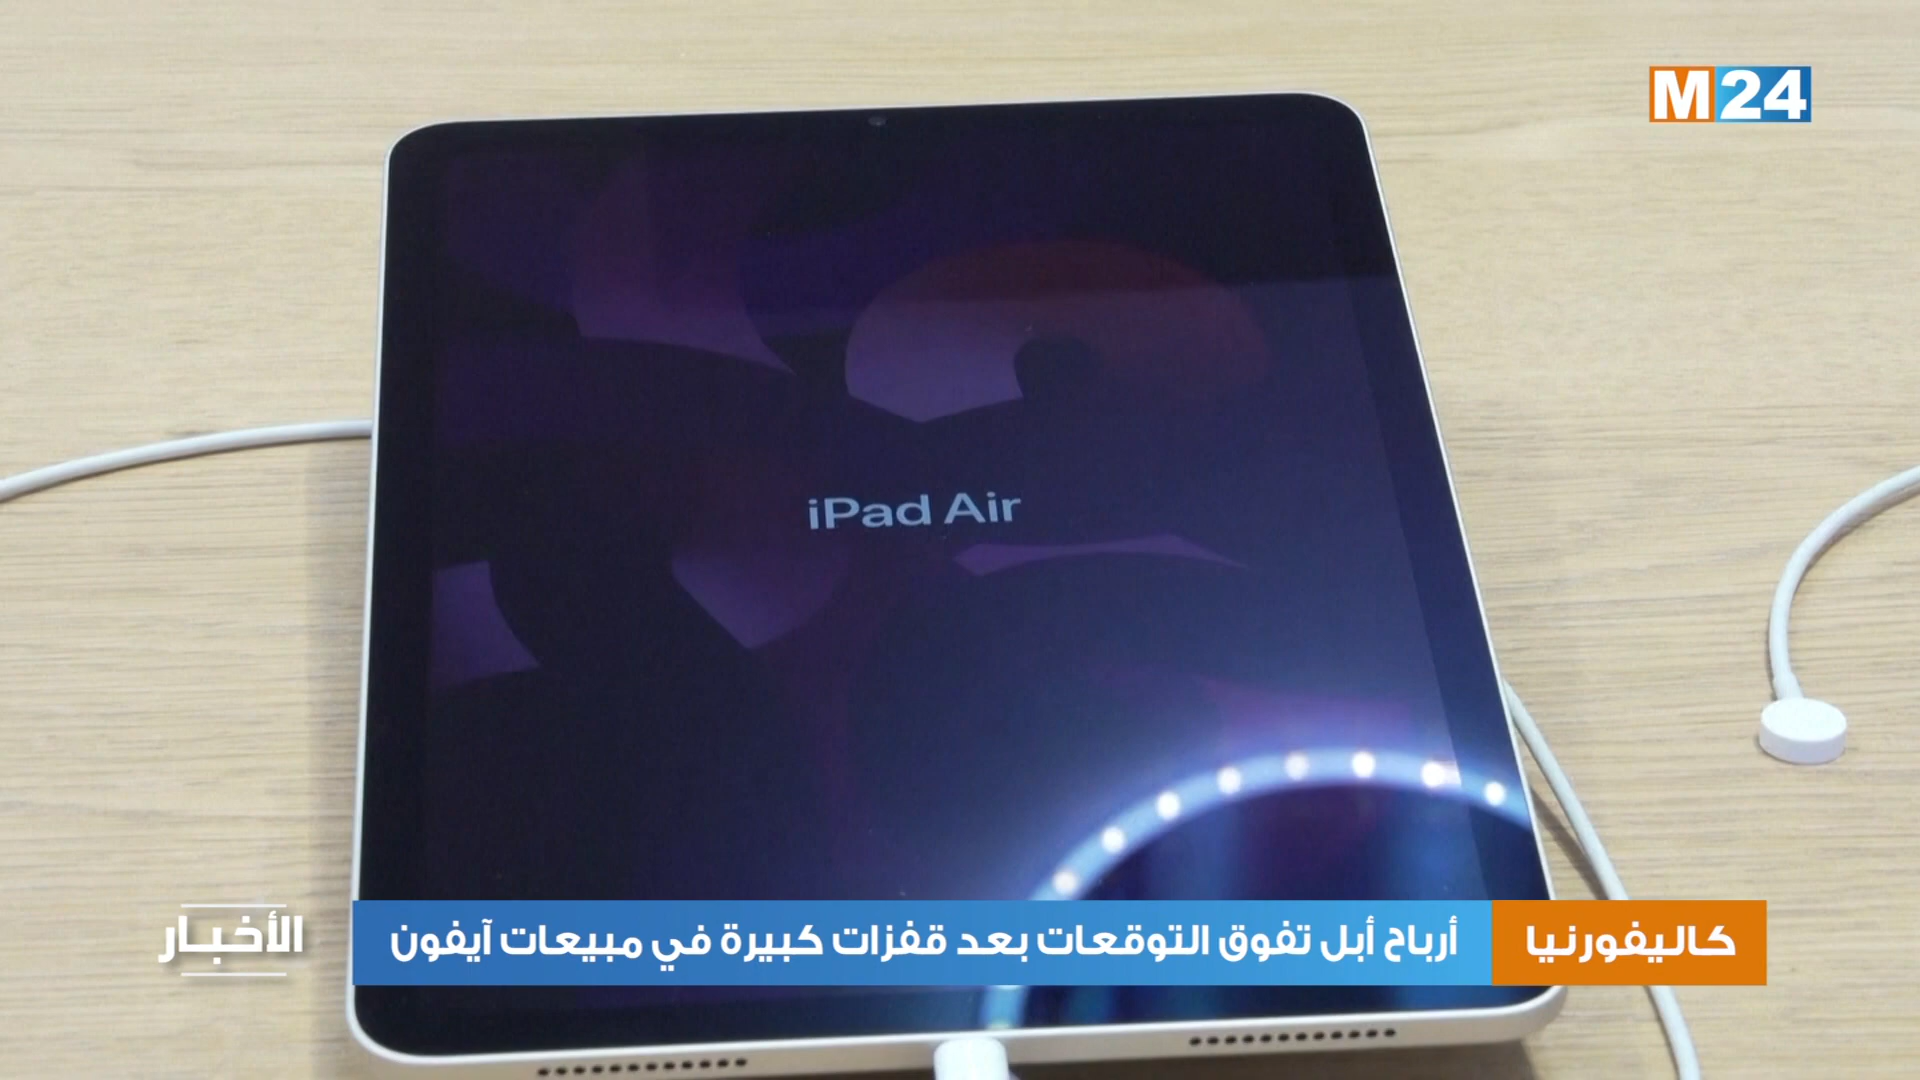 M24
iPad Air
كاليفورنيا
أرباح أبل تفوق التوقعات بعد قفزات كبيرة في مبيعات آيفون
الأخبار